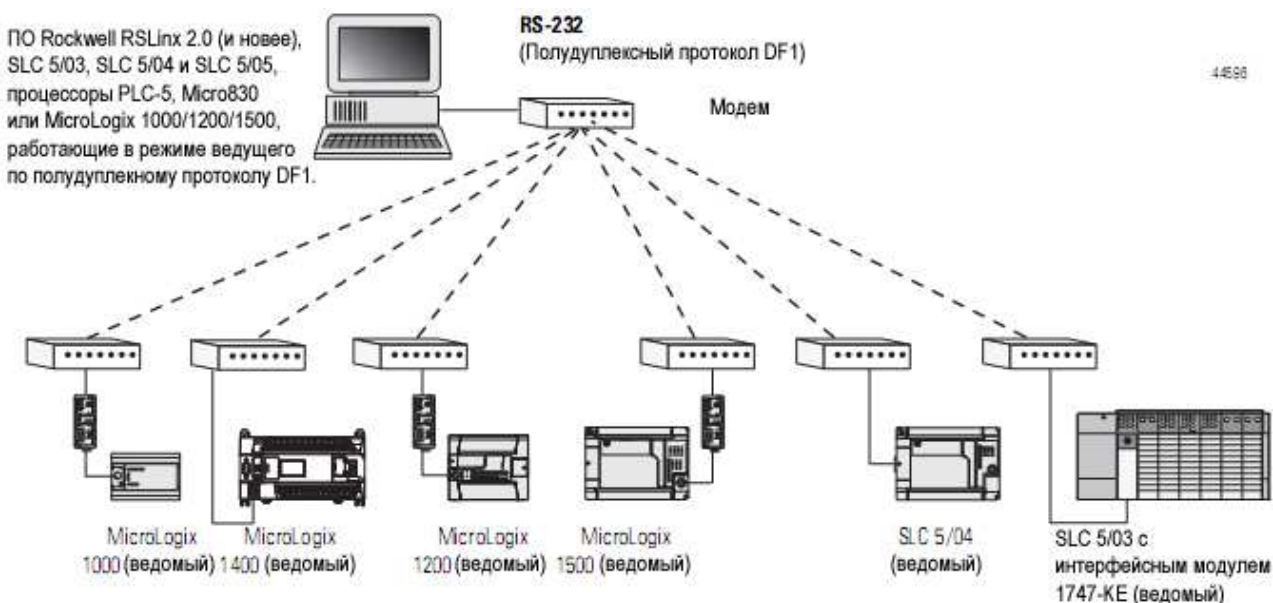 ПО Rockwell RSLinx 2.0 (и новее),
SLC 5/03, SLC 5/04 и SLC 5/05,
процессоры PLC-5, Micro830
или MicroLogix 1000/1200/1500,
работающие в режиме ведущего
по полудуплекному протоколу DF1.
RS-232
(Полудуплексный протокол DF1)
44596
Модем
MicroLogix
1000 (ведомый)
MicroLogix
1400 (ведомый)
MicroLogix
1200 (ведомый)
MicroLogix
1500 (ведомый)
SLC 5/04
(ведомый)
SLC 5/03 с
интерфейсным модулем
1747-KE (ведомый)